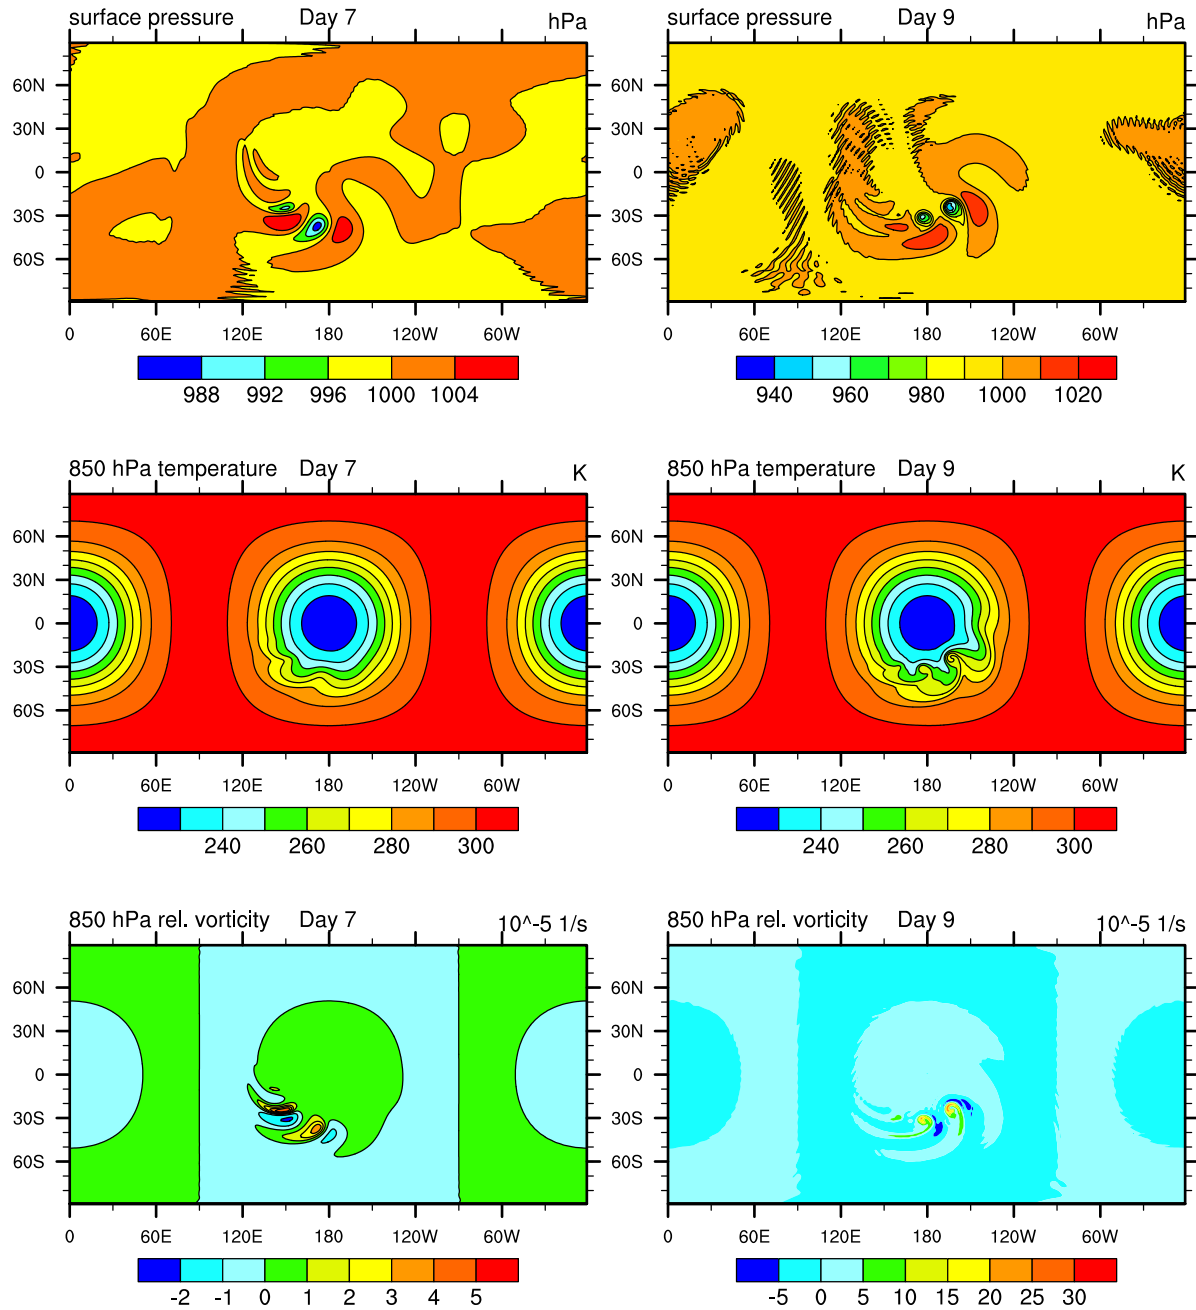 surface pressure Day 7 hPa
60N
30N
0
30S
60S
0 60E 120E 180 120W 60W
988 992 996 1000 1004
surface pressure Day 9 hPa
60N
30N
0
30S
60S
0 60E 120E 180 120W 60W
940 960 980 1000 1020
850 hPa temperature Day 7 K
60N
30N
0
30S
60S
0 60E 120E 180 120W 60W
240 260 280 300
850 hPa temperature Day 9 K
60N
30N
0
30S
60S
0 60E 120E 180 120W 60W
240 260 280 300
850 hPa rel. vorticity Day 7 10^-5 1/s
60N
30N
0
30S
60S
0 60E 120E 180 120W 60W
-2 -1 0 1 2 3 4 5
850 hPa rel. vorticity Day 9 10^-5 1/s
60N
30N
0
30S
60S
0 60E 120E 180 120W 60W
-5 0 5 10 15 20 25 30